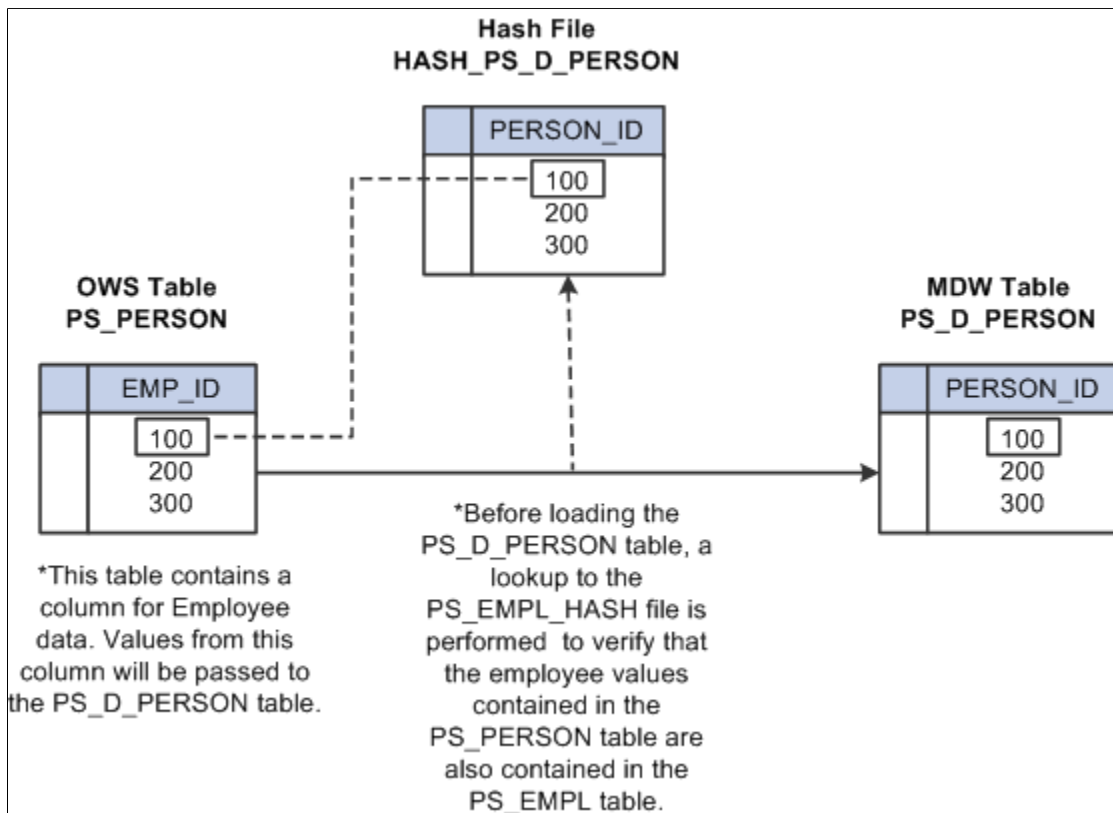 Hash File
HASH_PS_D_PERSON
PERSON_ID
100
200
300
OWS Table
PS_PERSON
EMP_ID
100
200
300
*This table contains a
column for Employee
data. Values from this
column will be passed to
the PS_D_PERSON table.
*Before loading the
PS_D_PERSON table, a
lookup to the
PS_EMPL_HASH file is
performed to verify that
the employee values
contained in the
PS_PERSON table are
also contained in the
PS_EMPL table.
MDW Table
PS_D_PERSON
PERSON_ID
100
200
300